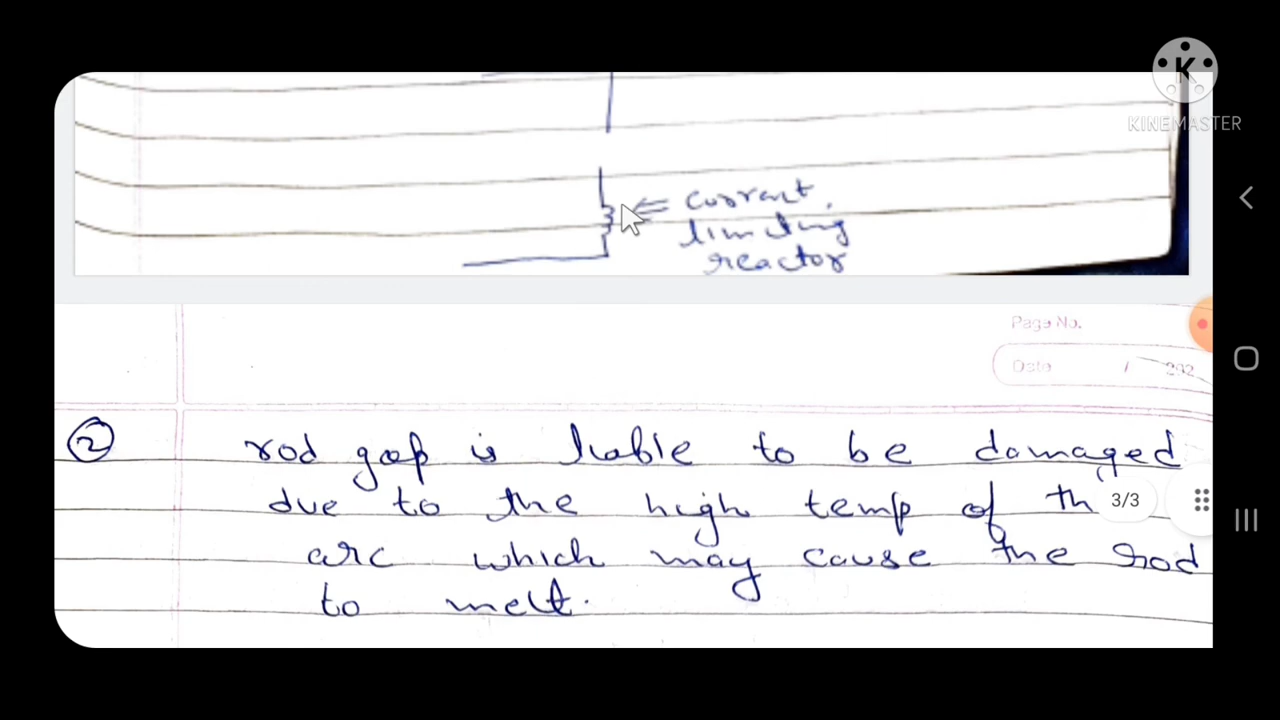 K
KINEMASTER
⇐ current
limiting
reactor
Page No.
Date / 202
② rod gap is liable to be damaged
due to the high temp of th
3/3
arc which may cause the rod
to melt.